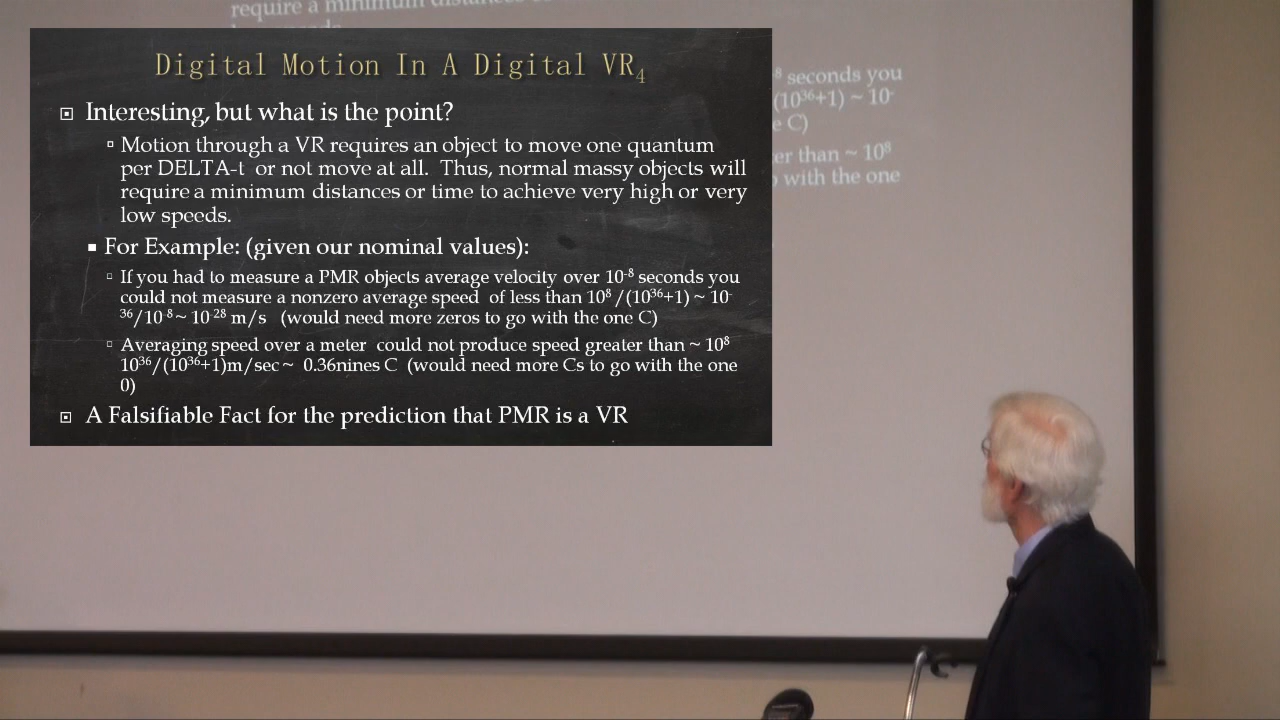 require a minimum distances
Digital Motion In A Digital VR₄
Interesting, but what is the point?
Motion through a VR requires an object to move one quantum
per DELTA-t or not move at all. Thus, normal massy objects will
require a minimum distances or time to achieve very high or very
low speeds.
For Example: (given our nominal values):
If you had to measure a PMR objects average velocity over 10⁻⁸ seconds you
could not measure a nonzero average speed of less than 10⁸/(10³⁶+1) ~ 10⁻
³⁶/10⁻⁸ ~ 10⁻²⁸ m/s (would need more zeros to go with the one C)
Averaging speed over a meter could not produce speed greater than ~ 10⁸
10³⁶/(10³⁶+1)m/sec ~ 0.36nines C (would need more Cs to go with the one
0)
A Falsifiable Fact for the prediction that PMR is a VR
⁻⁸ seconds you
(10³⁶+1) ~ 10⁻
e C)
er than ~ 10⁸
with the one